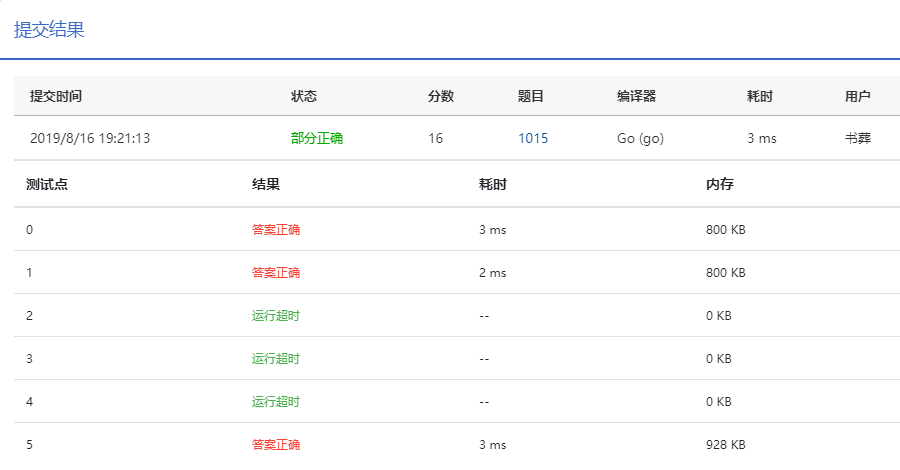 提交结果
提交时间 状态 分数 题目 编译器 耗时 用户
2019/8/16 19:21:13 部分正确 16 1015 Go (go) 3 ms 书葬
测试点 结果 耗时 内存
0 答案正确 3 ms 800 KB
1 答案正确 2 ms 800 KB
2 运行超时 -- 0 KB
3 运行超时 -- 0 KB
4 运行超时 -- 0 KB
5 答案正确 3 ms 928 KB